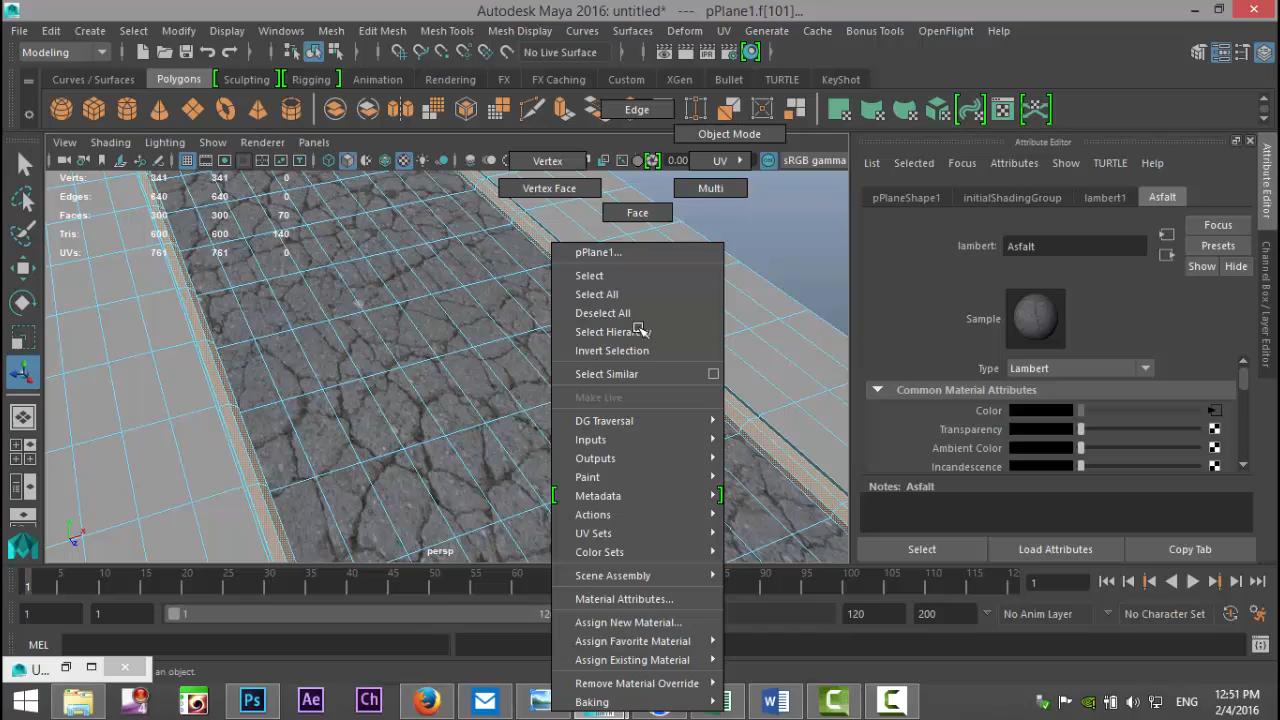 Autodesk Maya 2016: untitled* --- pPlane1.f[101]...
File Edit Create Select Modify Display Windows Mesh Edit Mesh Mesh Tools Mesh Display Curves Surfaces Deform UV Generate Cache Bonus Tools OpenFlight Help
Modeling No Live Surface
Curves / Surfaces Polygons Sculpting Rigging Animation Rendering FX FX Caching Custom XGen Bullet TURTLE KeyShot
Edge
Object Mode
View Shading Lighting Show Renderer Panels
Attribute Editor
Vertex 0.00 UV sRGB gamma
List Selected Focus Attributes Show TURTLE Help
Verts: 341 341 0
Edges: 640 640 0
Faces: 300 300 70
Tris: 600 600 140
UVs: 761 761 0
Vertex Face Multi
Face
pPlaneShape1 initialShadingGroup lambert1 Asfalt
Focus
Presets
Show Hide
lambert: Asfalt
Sample
Type Lambert
Common Material Attributes
Color
Transparency
Ambient Color
Incandescence
Notes: Asfalt
Select Load Attributes Copy Tab
Channel Box / Layer Editor
Attribute Editor
pPlane1...
Select
Select All
Deselect All
Select Hierarchy
Invert Selection
Select Similar
Make Live
DG Traversal
Inputs
Outputs
Paint
Metadata
Actions
UV Sets
Color Sets
Scene Assembly
Material Attributes...
Assign New Material...
Assign Favorite Material
Assign Existing Material
Remove Material Override
Baking
persp
5 10 15 20 25 30 35 40 45 50 55 60 85 90 95 100 105 110 115 12
1
1 1 1 12 120 200 No Anim Layer No Character Set
MEL
U... an object.
Ps Ae Ch
ENG
12:51 PM
2/4/2016